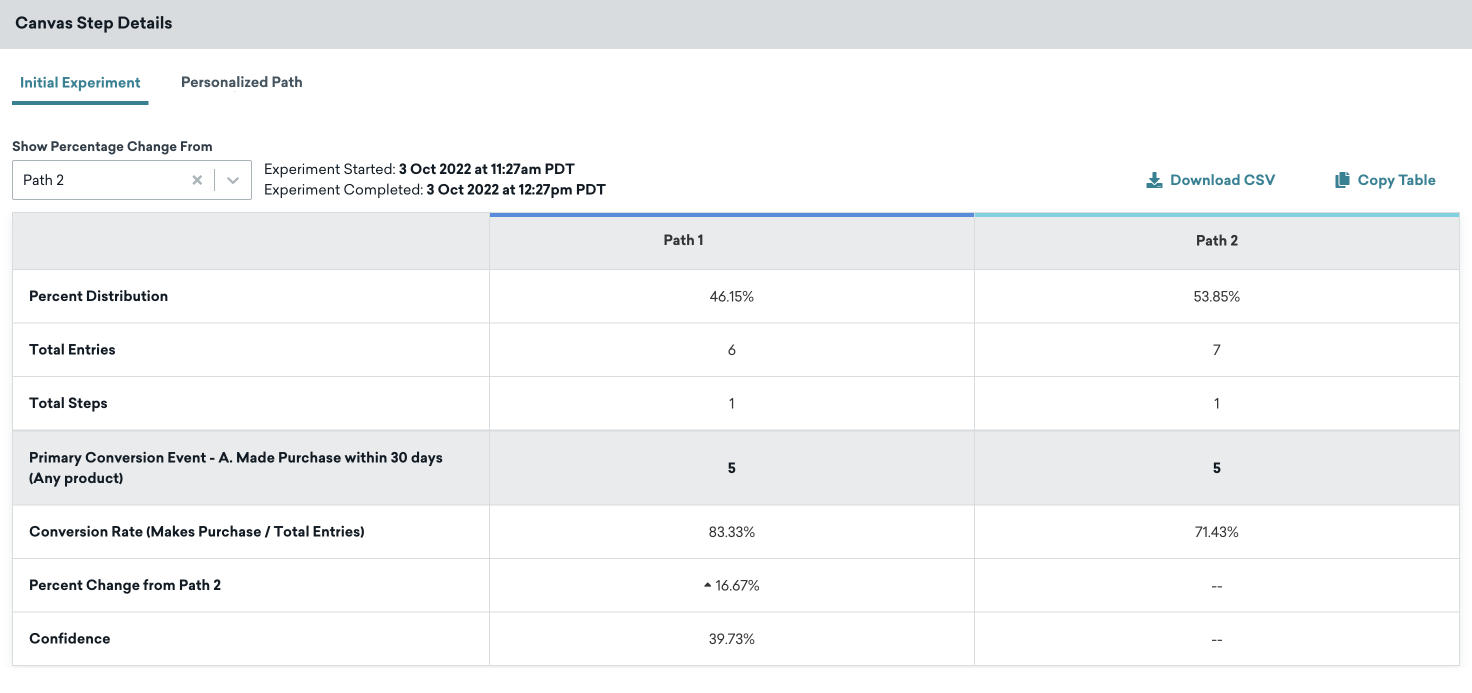 Canvas Step Details
Initial Experiment
Personalized Path
Show Percentage Change From
Path 2
Experiment Started: 3 Oct 2022 at 11:27am PDT
Experiment Completed: 3 Oct 2022 at 12:27pm PDT
Download CSV
Copy Table
Path 1
Path 2
Percent Distribution
46.15%
53.85%
Total Entries
6
7
Total Steps
1
1
Primary Conversion Event - A. Made Purchase within 30 days
(Any product)
5
5
Conversion Rate (Makes Purchase / Total Entries)
83.33%
71.43%
Percent Change from Path 2
16.67%
--
Confidence
39.73%
--